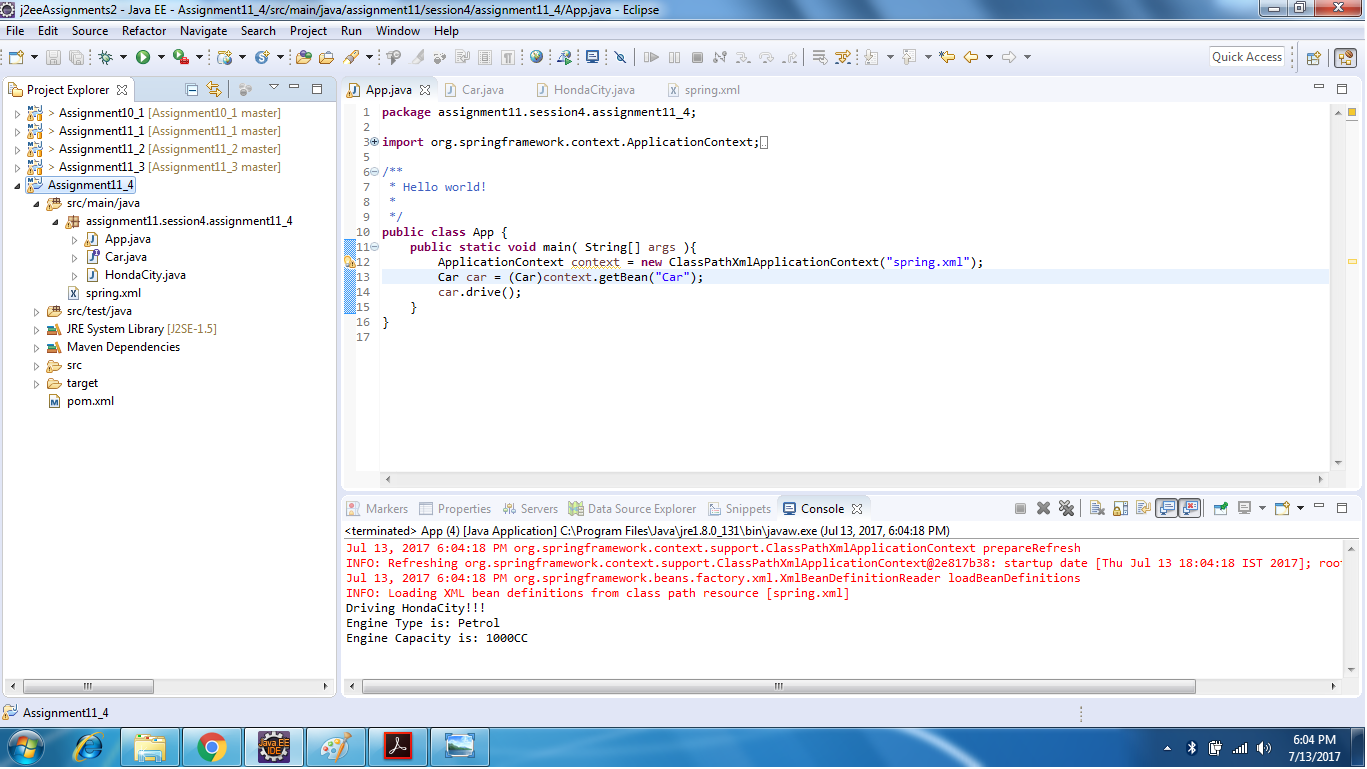 j2eeAssignments2 - Java EE - Assignment11_4/src/main/java/assignment11/session4/assignment11_4/App.java - Eclipse
File Edit Source Refactor Navigate Search Project Run Window Help
Quick Access
Project Explorer
> Assignment10_1 [Assignment10_1 master]
> Assignment11_1 [Assignment11_1 master]
> Assignment11_2 [Assignment11_2 master]
> Assignment11_3 [Assignment11_3 master]
Assignment11_4
src/main/java
assignment11.session4.assignment11_4
App.java
Car.java
HondaCity.java
spring.xml
src/test/java
JRE System Library [J2SE-1.5]
Maven Dependencies
src
target
pom.xml
App.java Car.java HondaCity.java spring.xml
1 package assignment11.session4.assignment11_4;
2
3 import org.springframework.context.ApplicationContext;
5
6 /**
7 * Hello world!
8 *
9 */
10 public class App {
11 public static void main( String[] args ){
12 ApplicationContext context = new ClassPathXmlApplicationContext("spring.xml");
13 Car car = (Car)context.getBean("Car");
14 car.drive();
15 }
16 }
17
Markers Properties Servers Data Source Explorer Snippets Console
<terminated> App (4) [Java Application] C:\Program Files\Java\jre1.8.0_131\bin\javaw.exe (Jul 13, 2017, 6:04:18 PM)
Jul 13, 2017 6:04:18 PM org.springframework.context.support.ClassPathXmlApplicationContext prepareRefresh
INFO: Refreshing org.springframework.context.support.ClassPathXmlApplicationContext@2e817b38: startup date [Thu Jul 13 18:04:18 IST 2017]; roo
Jul 13, 2017 6:04:18 PM org.springframework.beans.factory.xml.XmlBeanDefinitionReader loadBeanDefinitions
INFO: Loading XML bean definitions from class path resource [spring.xml]
Driving HondaCity!!!
Engine Type is: Petrol
Engine Capacity is: 1000CC
Assignment11_4
Java EE
IDE
6:04 PM
7/13/2017